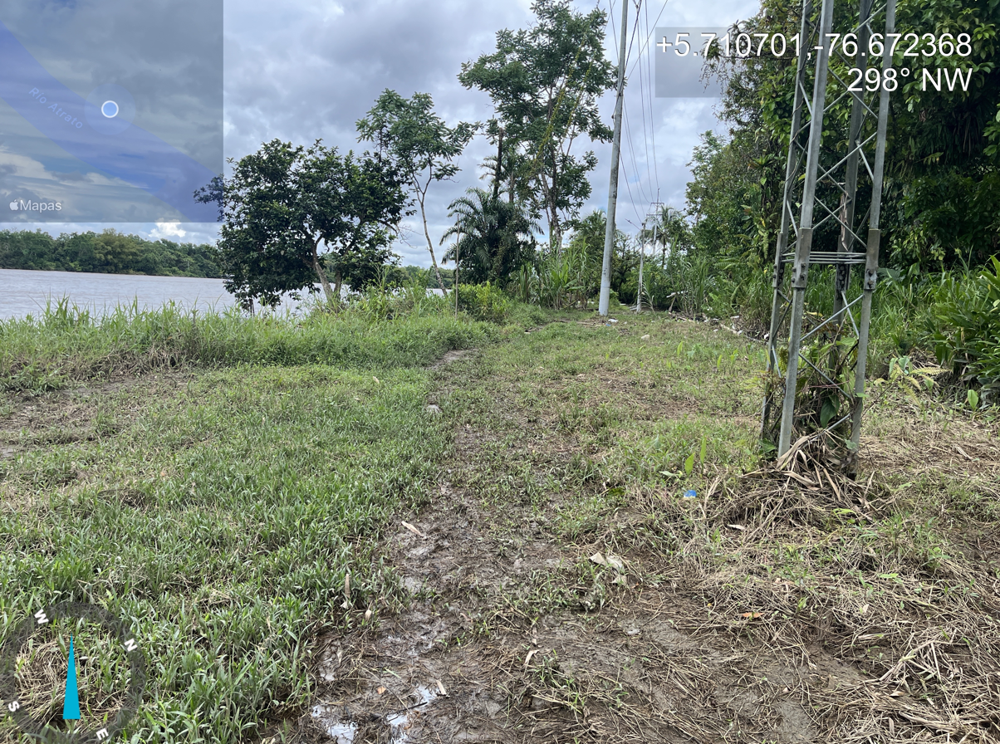 +5.710701,-76.672368
298° NW
Río Atrato
Mapas
W
N
S
E